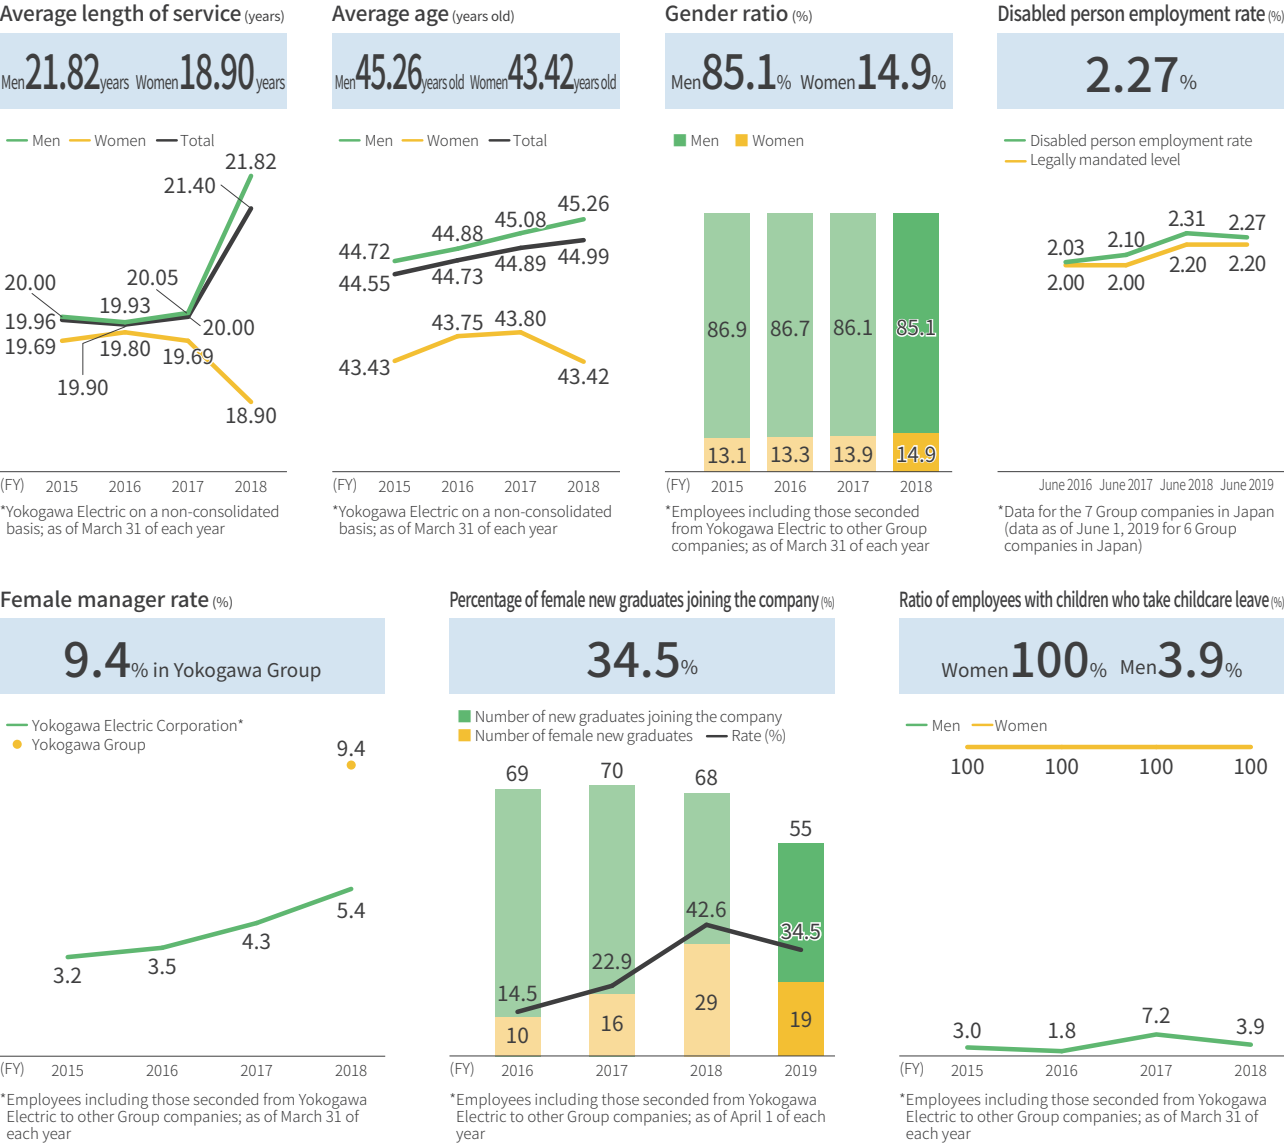 Average length of service (years)
Men 21.82 years Women 18.90 years
Men Women Total
21.82
21.40
20.00
20.05
19.93
19.96
20.00
19.69
19.80
19.69
19.90
18.90
(FY) 2015 2016 2017 2018
*Yokogawa Electric on a non-consolidated
basis; as of March 31 of each year
Average age (years old)
Men 45.26 years old Women 43.42 years old
Men Women Total
45.26
45.08
44.88
44.72
44.55
44.73
44.89
44.99
43.75
43.80
43.43
43.42
(FY) 2015 2016 2017 2018
*Yokogawa Electric on a non-consolidated
basis; as of March 31 of each year
Gender ratio (%)
Men 85.1% Women 14.9%
Men Women
86.9 86.7 86.1 85.1
13.1 13.3 13.9 14.9
(FY) 2015 2016 2017 2018
*Employees including those seconded
from Yokogawa Electric to other Group
companies; as of March 31 of each year
Disabled person employment rate (%)
2.27%
Disabled person employment rate
Legally mandated level
2.03 2.10 2.31 2.27
2.00 2.00 2.20 2.20
June 2016 June 2017 June 2018 June 2019
*Data for the 7 Group companies in Japan
(data as of June 1, 2019 for 6 Group
companies in Japan)
Female manager rate (%)
9.4% in Yokogawa Group
Yokogawa Electric Corporation*
Yokogawa Group
9.4
3.2 3.5 4.3 5.4
(FY) 2015 2016 2017 2018
*Employees including those seconded from Yokogawa
Electric to other Group companies; as of March 31 of
each year
Percentage of female new graduates joining the company (%)
34.5%
Number of new graduates joining the company
Number of female new graduates Rate (%)
69 70 68 55
14.5 22.9 42.6 34.5
10 16 29 19
(FY) 2016 2017 2018 2019
*Employees including those seconded from Yokogawa
Electric to other Group companies; as of April 1 of each
year
Ratio of employees with children who take childcare leave (%)
Women 100% Men 3.9%
Men Women
100 100 100 100
3.0 1.8 7.2 3.9
(FY) 2015 2016 2017 2018
*Employees including those seconded from Yokogawa
Electric to other Group companies; as of March 31 of
each year